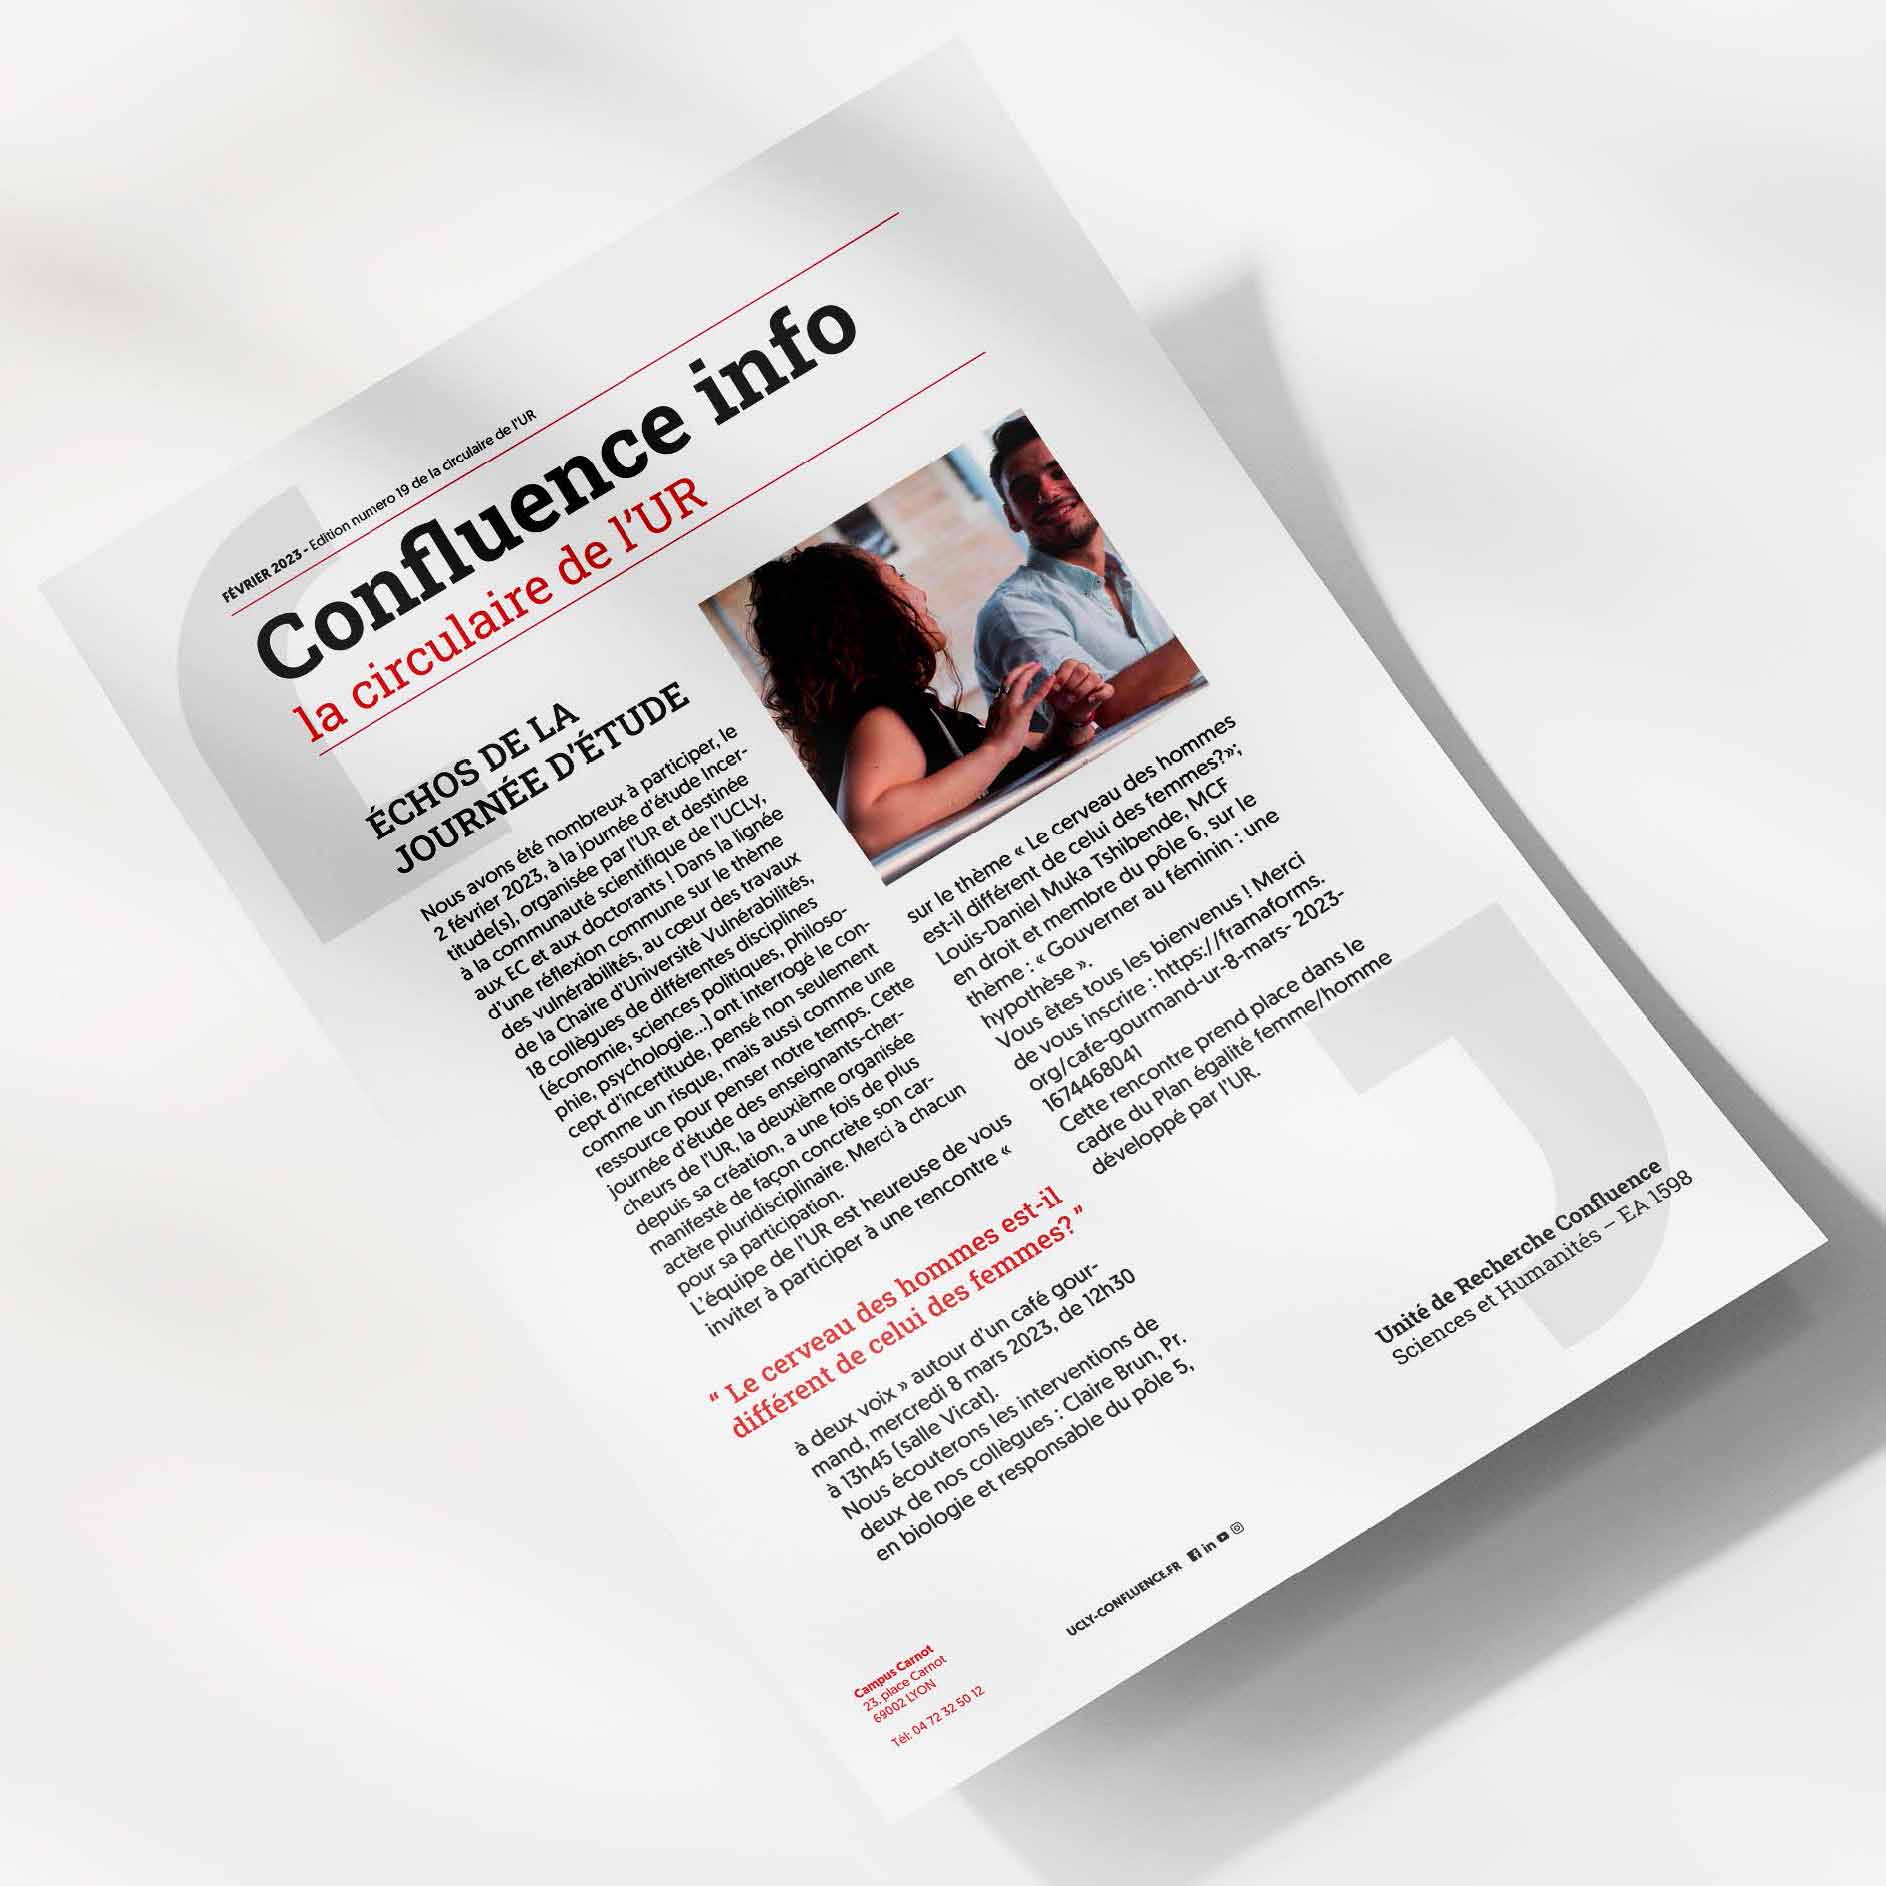 FÉVRIER 2023 - Edition numero 19 de la circulaire de l'UR
Confluence info
la circulaire de l'UR
ÉCHOS DE LA
JOURNÉE D'ÉTUDE
Nous avons été nombreux à participer, le
2 février 2023, à la journée d'étude Incer-
titude(s), organisée par l'UR et destinée
à la communauté scientifique de l'UCLy,
aux EC et aux doctorants ! Dans la lignée
d'une réflexion commune sur le thème
des vulnérabilités, au cœur des travaux
de la Chaire d'Université Vulnérabilités,
18 collègues de différentes disciplines
(économie, sciences politiques, philoso-
phie, psychologie...) ont interrogé le con-
cept d'incertitude, pensé non seulement
comme un risque, mais aussi comme une
ressource pour penser notre temps. Cette
journée d'étude des enseignants-cher-
cheurs de l'UR, la deuxième organisée
depuis sa création, a une fois de plus
manifesté de façon concrète son car-
actère pluridisciplinaire. Merci à chacun
pour sa participation.
L'équipe de l'UR est heureuse de vous
inviter à participer à une rencontre «
“ Le cerveau des hommes est-il
différent de celui des femmes? ”
à deux voix » autour d'un café gour-
mand, mercredi 8 mars 2023, de 12h30
à 13h45 (salle Vicat).
Nous écouterons les interventions de
deux de nos collègues : Claire Brun, Pr.
en biologie et responsable du pôle 5,
sur le thème « Le cerveau des hommes
est-il différent de celui des femmes?»;
Louis-Daniel Muka Tshibende, MCF
en droit et membre du pôle 6, sur le
thème : « Gouverner au féminin : une
hypothèse ».
Vous êtes tous les bienvenus ! Merci
de vous inscrire : https://framaforms.
org/cafe-gourmand-ur-8-mars- 2023-
1674468041
Cette rencontre prend place dans le
cadre du Plan égalité femme/homme
développé par l'UR.
Unité de Recherche Confluence
Sciences et Humanités – EA 1598
UCLY-CONFLUENCE.FR
Campus Carnot
23, place Carnot
69002 LYON
Tél: 04 72 32 50 12